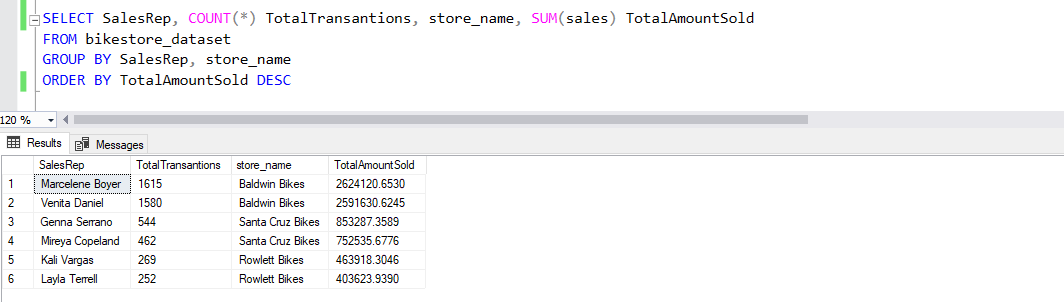 SELECT SalesRep, COUNT(*) TotalTransantions, store_name, SUM(sales) TotalAmountSold
FROM bikestore_dataset
GROUP BY SalesRep, store_name
ORDER BY TotalAmountSold DESC
120 %
Results Messages
SalesRep TotalTransantions store_name TotalAmountSold
1 Marcelene Boyer 1615 Baldwin Bikes 2624120.6530
2 Venita Daniel 1580 Baldwin Bikes 2591630.6245
3 Genna Serrano 544 Santa Cruz Bikes 853287.3589
4 Mireya Copeland 462 Santa Cruz Bikes 752535.6776
5 Kali Vargas 269 Rowlett Bikes 463918.3046
6 Layla Terrell 252 Rowlett Bikes 403623.9390